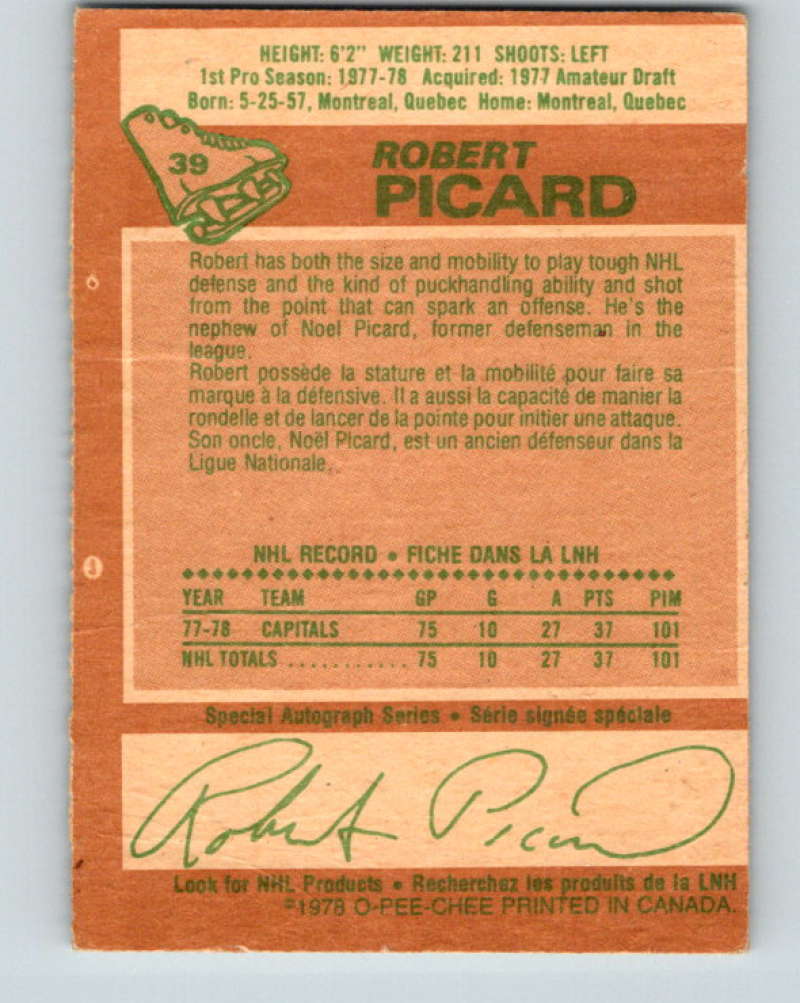 HEIGHT: 6'2" WEIGHT: 211 SHOOTS: LEFT
1st Pro Season: 1977-78 Acquired: 1977 Amateur Draft
Born: 5-25-57, Montreal, Quebec Home: Montreal, Quebec
39
ROBERT
PICARD
Robert has both the size and mobility to play tough NHL
defense and the kind of puckhandling ability and shot
from the point that can spark an offense. He's the
nephew of Noel Picard, former defenseman in the
league.
Robert possède la stature et la mobilité pour faire sa
marque à la défensive. Il a aussi la capacité de manier la
rondelle et de lancer de la pointe pour initier une attaque.
Son oncle, Noël Picard, est un ancien défenseur dans la
Ligue Nationale.
NHL RECORD • FICHE DANS LA LNH
YEAR TEAM GP G A PTS PIM
77-78 CAPITALS 75 10 27 37 101
NHL TOTALS ........... 75 10 27 37 101
Special Autograph Series • Série signée spéciale
Robert Picard
Look for NHL Products • Recherchez les produits de la LNH
©1978 O-PEE-CHEE PRINTED IN CANADA.